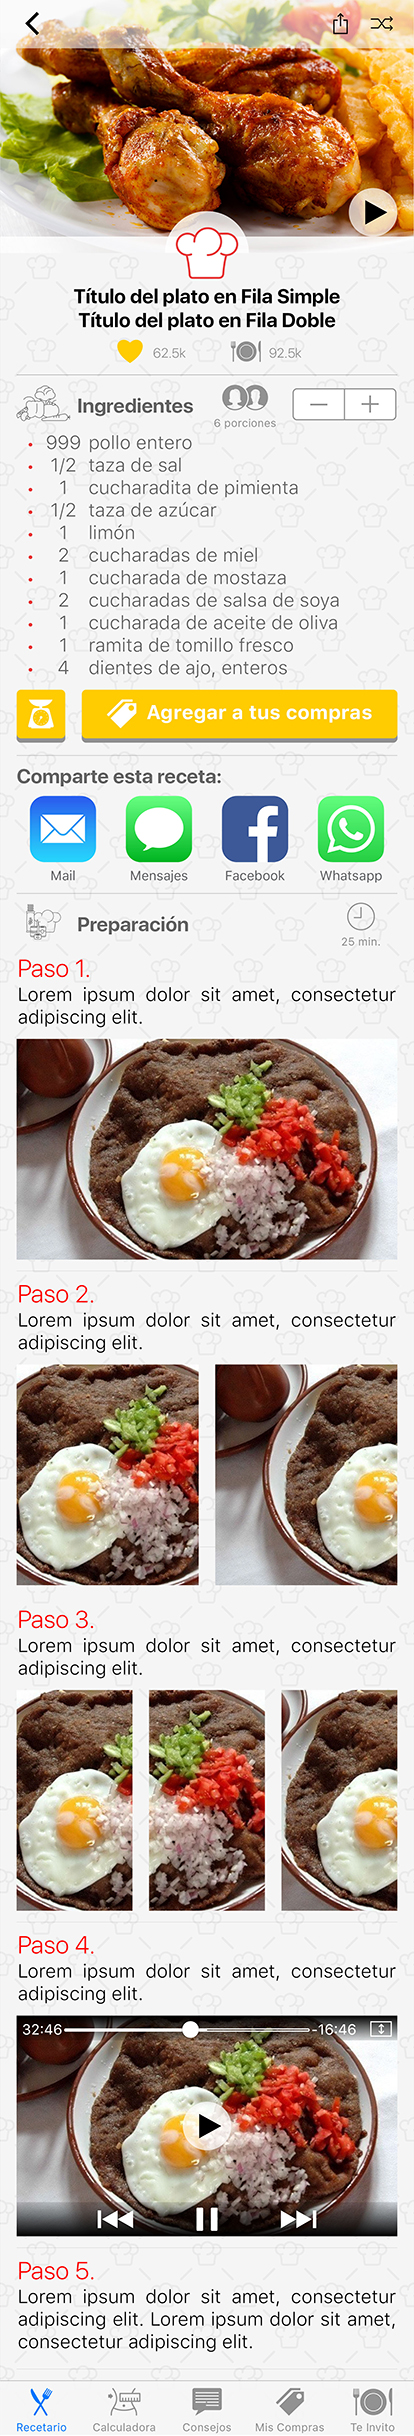 Título del plato en Fila Simple
Título del plato en Fila Doble
62.5k 92.5k
Ingredientes
6 porciones
• 999 pollo entero
• 1/2 taza de sal
• 1 cucharadita de pimienta
• 1/2 taza de azúcar
• 1 limón
• 2 cucharadas de miel
• 1 cucharada de mostaza
• 2 cucharadas de salsa de soya
• 1 cucharada de aceite de oliva
• 1 ramita de tomillo fresco
• 4 dientes de ajo, enteros
Agregar a tus compras
Comparte esta receta:
Mail Mensajes Facebook Whatsapp
Preparación
25 min.
Paso 1.
Lorem ipsum dolor sit amet, consectetur
adipiscing elit.
Paso 2.
Lorem ipsum dolor sit amet, consectetur
adipiscing elit.
Paso 3.
Lorem ipsum dolor sit amet, consectetur
adipiscing elit.
Paso 4.
Lorem ipsum dolor sit amet, consectetur
adipiscing elit.
32:46 -16:46
Paso 5.
Lorem ipsum dolor sit amet, consectetur
adipiscing elit. Lorem ipsum dolor sit amet,
consectetur adipiscing elit.
Recetario Calculadora Consejos Mis Compras Te Invito